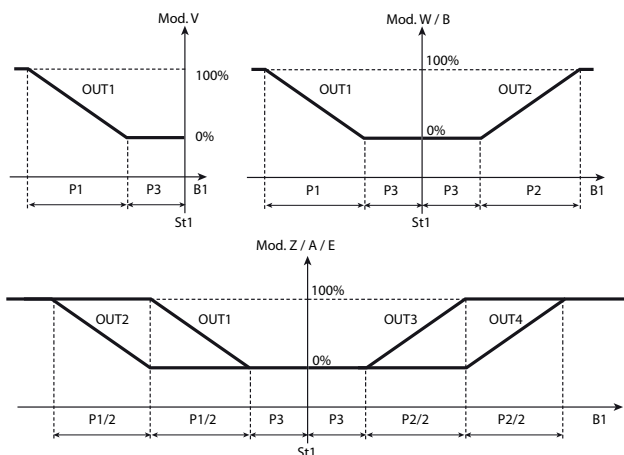 Mod. V
100%
OUT1
0%
P1 P3 B1
St1
Mod. W / B
100%
OUT1 OUT2
0%
P1 P3 P3 P2 B1
St1
Mod. Z / A / E
100%
OUT2 OUT1 OUT3 OUT4
0%
P1/2 P1/2 P3 P3 P2/2 P2/2 B1
St1